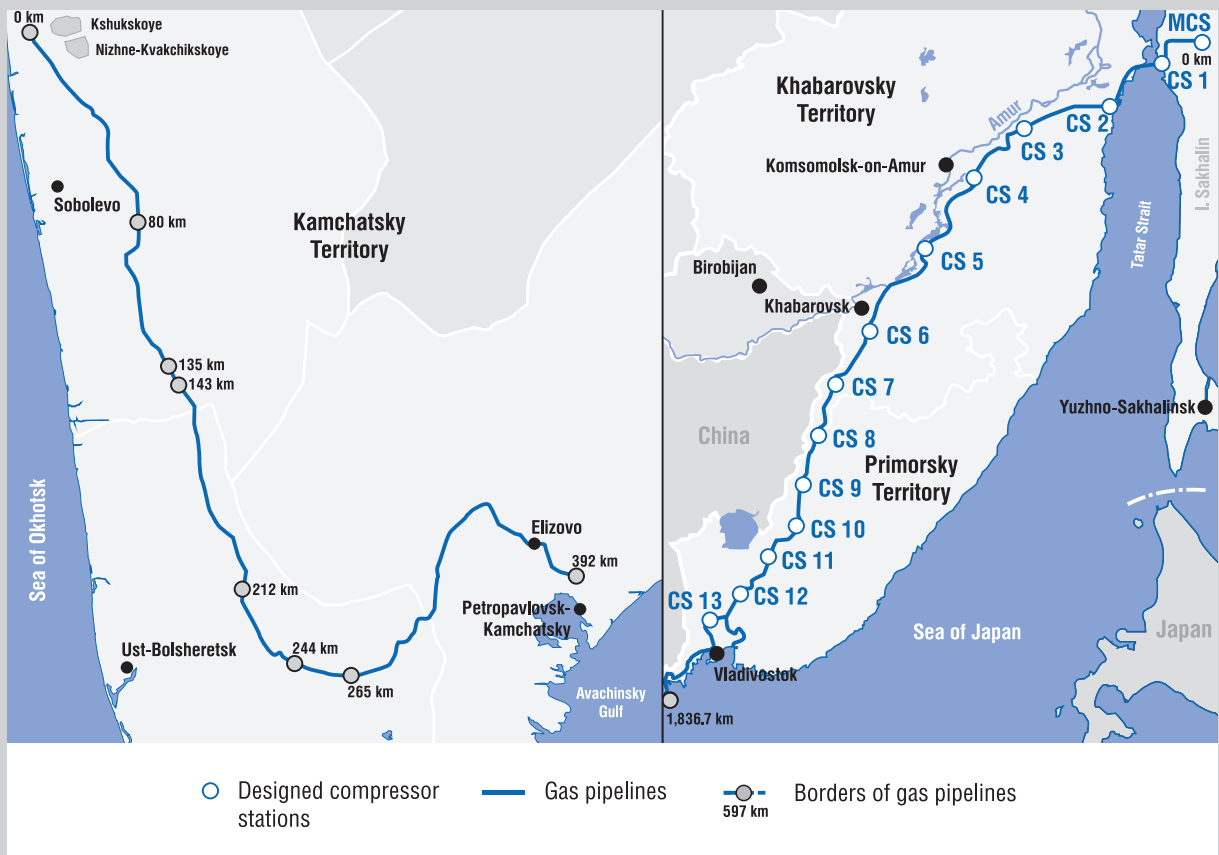 0 km
Kshukskoye
Nizhne-Kvakchikskoye
Sobolevo
80 km
Kamchatsky
Territory
135 km
143 km
Sea of Okhotsk
212 km
Elizovo
392 km
Petropavlovsk-
Kamchatsky
Ust-Bolsheretsk
244 km
265 km
Avachinsky
Gulf
MCS
0 km
CS 1
Khabarovsky
Territory
Amur
CS 2
CS 3
Komsomolsk-on-Amur
CS 4
I. Sakhalin
Tatar Strait
CS 5
Birobijan
Khabarovsk
CS 6
CS 7
Yuzhno-Sakhalinsk
China
CS 8
Primorsky
Territory
CS 9
CS 10
CS 11
CS 12
CS 13
Sea of Japan
Japan
Vladivostok
1,836.7 km
Designed compressor
stations
Gas pipelines
597 km
Borders of gas pipelines